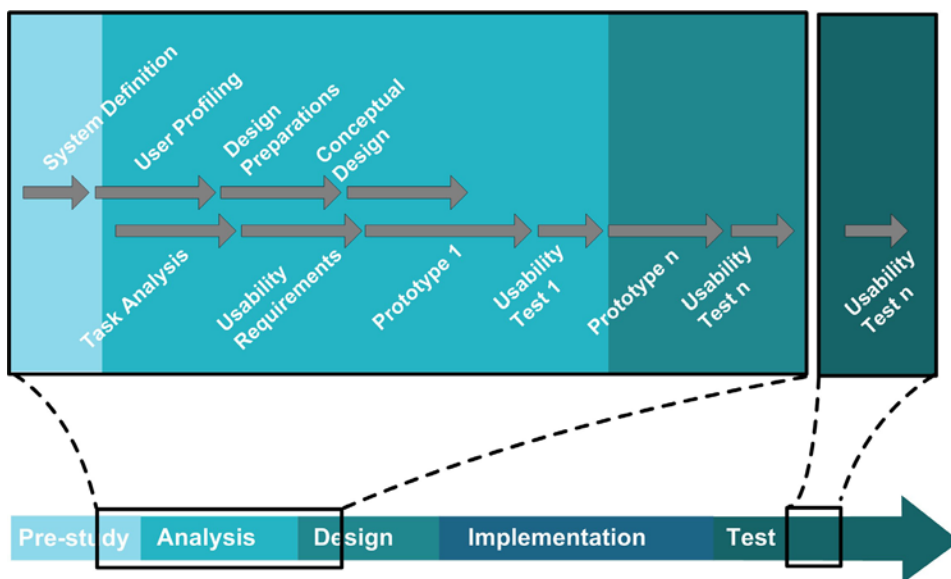 System Definition
User Profiling
Design
Preparations
Conceptual
Design
Task Analysis
Usability
Requirements
Prototype 1
Usability
Test 1
Prototype n
Usability
Test n
Usability
Test n
Pre-study
Analysis
Design
Implementation
Test